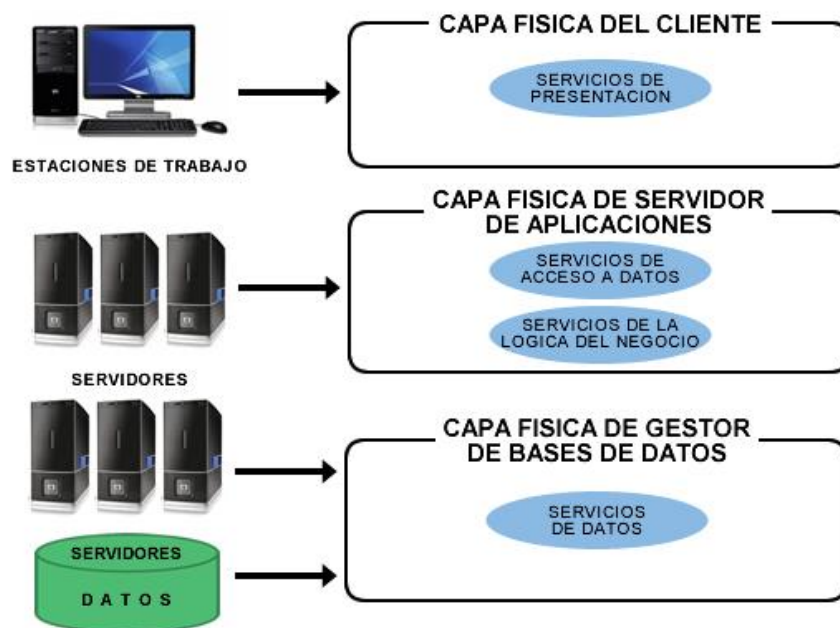 CAPA FISICA DEL CLIENTE
SERVICIOS DE
PRESENTACION
ESTACIONES DE TRABAJO
CAPA FISICA DE SERVIDOR
DE APLICACIONES
SERVICIOS DE
ACCESO A DATOS
SERVICIOS DE LA
LOGICA DEL NEGOCIO
SERVIDORES
CAPA FISICA DE GESTOR
DE BASES DE DATOS
SERVICIOS
DE DATOS
SERVIDORES
D A T O S